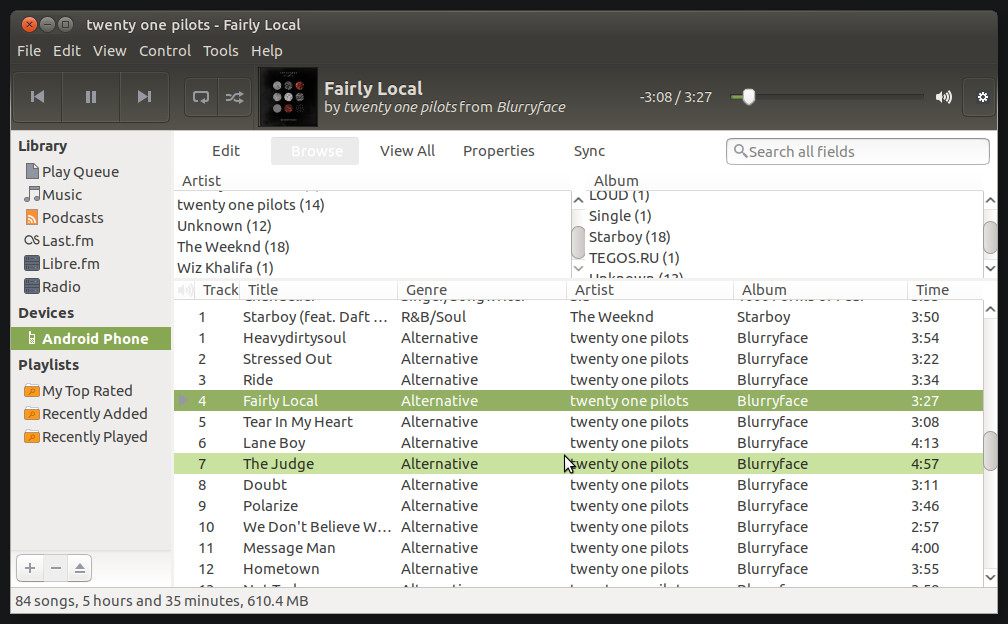 twenty one pilots - Fairly Local
File Edit View Control Tools Help
Fairly Local
by twenty one pilots from Blurryface
-3:08 / 3:27
Library
Play Queue
Music
Podcasts
Last.fm
Libre.fm
Radio
Devices
Android Phone
Playlists
My Top Rated
Recently Added
Recently Played
Edit Browse View All Properties Sync
Search all fields
Artist
twenty one pilots (14)
Unknown (12)
The Weeknd (18)
Wiz Khalifa (1)
Album
LOUD (1)
Single (1)
Starboy (18)
TEGOS.RU (1)
Track Title Genre Artist Album Time
1 Starboy (feat. Daft ... R&B/Soul The Weeknd Starboy 3:50
1 Heavydirtysoul Alternative twenty one pilots Blurryface 3:54
2 Stressed Out Alternative twenty one pilots Blurryface 3:22
3 Ride Alternative twenty one pilots Blurryface 3:34
4 Fairly Local Alternative twenty one pilots Blurryface 3:27
5 Tear In My Heart Alternative twenty one pilots Blurryface 3:08
6 Lane Boy Alternative twenty one pilots Blurryface 4:13
7 The Judge Alternative twenty one pilots Blurryface 4:57
8 Doubt Alternative twenty one pilots Blurryface 3:11
9 Polarize Alternative twenty one pilots Blurryface 3:46
10 We Don't Believe W... Alternative twenty one pilots Blurryface 2:57
11 Message Man Alternative twenty one pilots Blurryface 4:00
12 Hometown Alternative twenty one pilots Blurryface 3:55
84 songs, 5 hours and 35 minutes, 610.4 MB